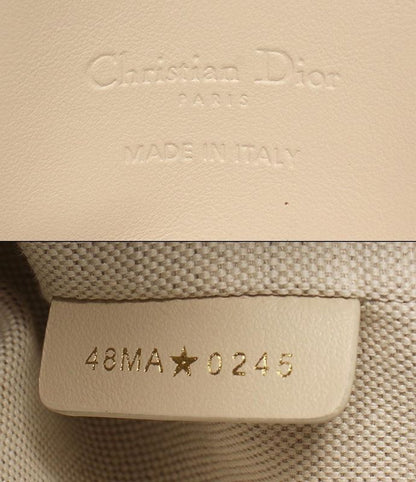 Christian Dior
PARIS
MADE IN ITALY
48MA★0245